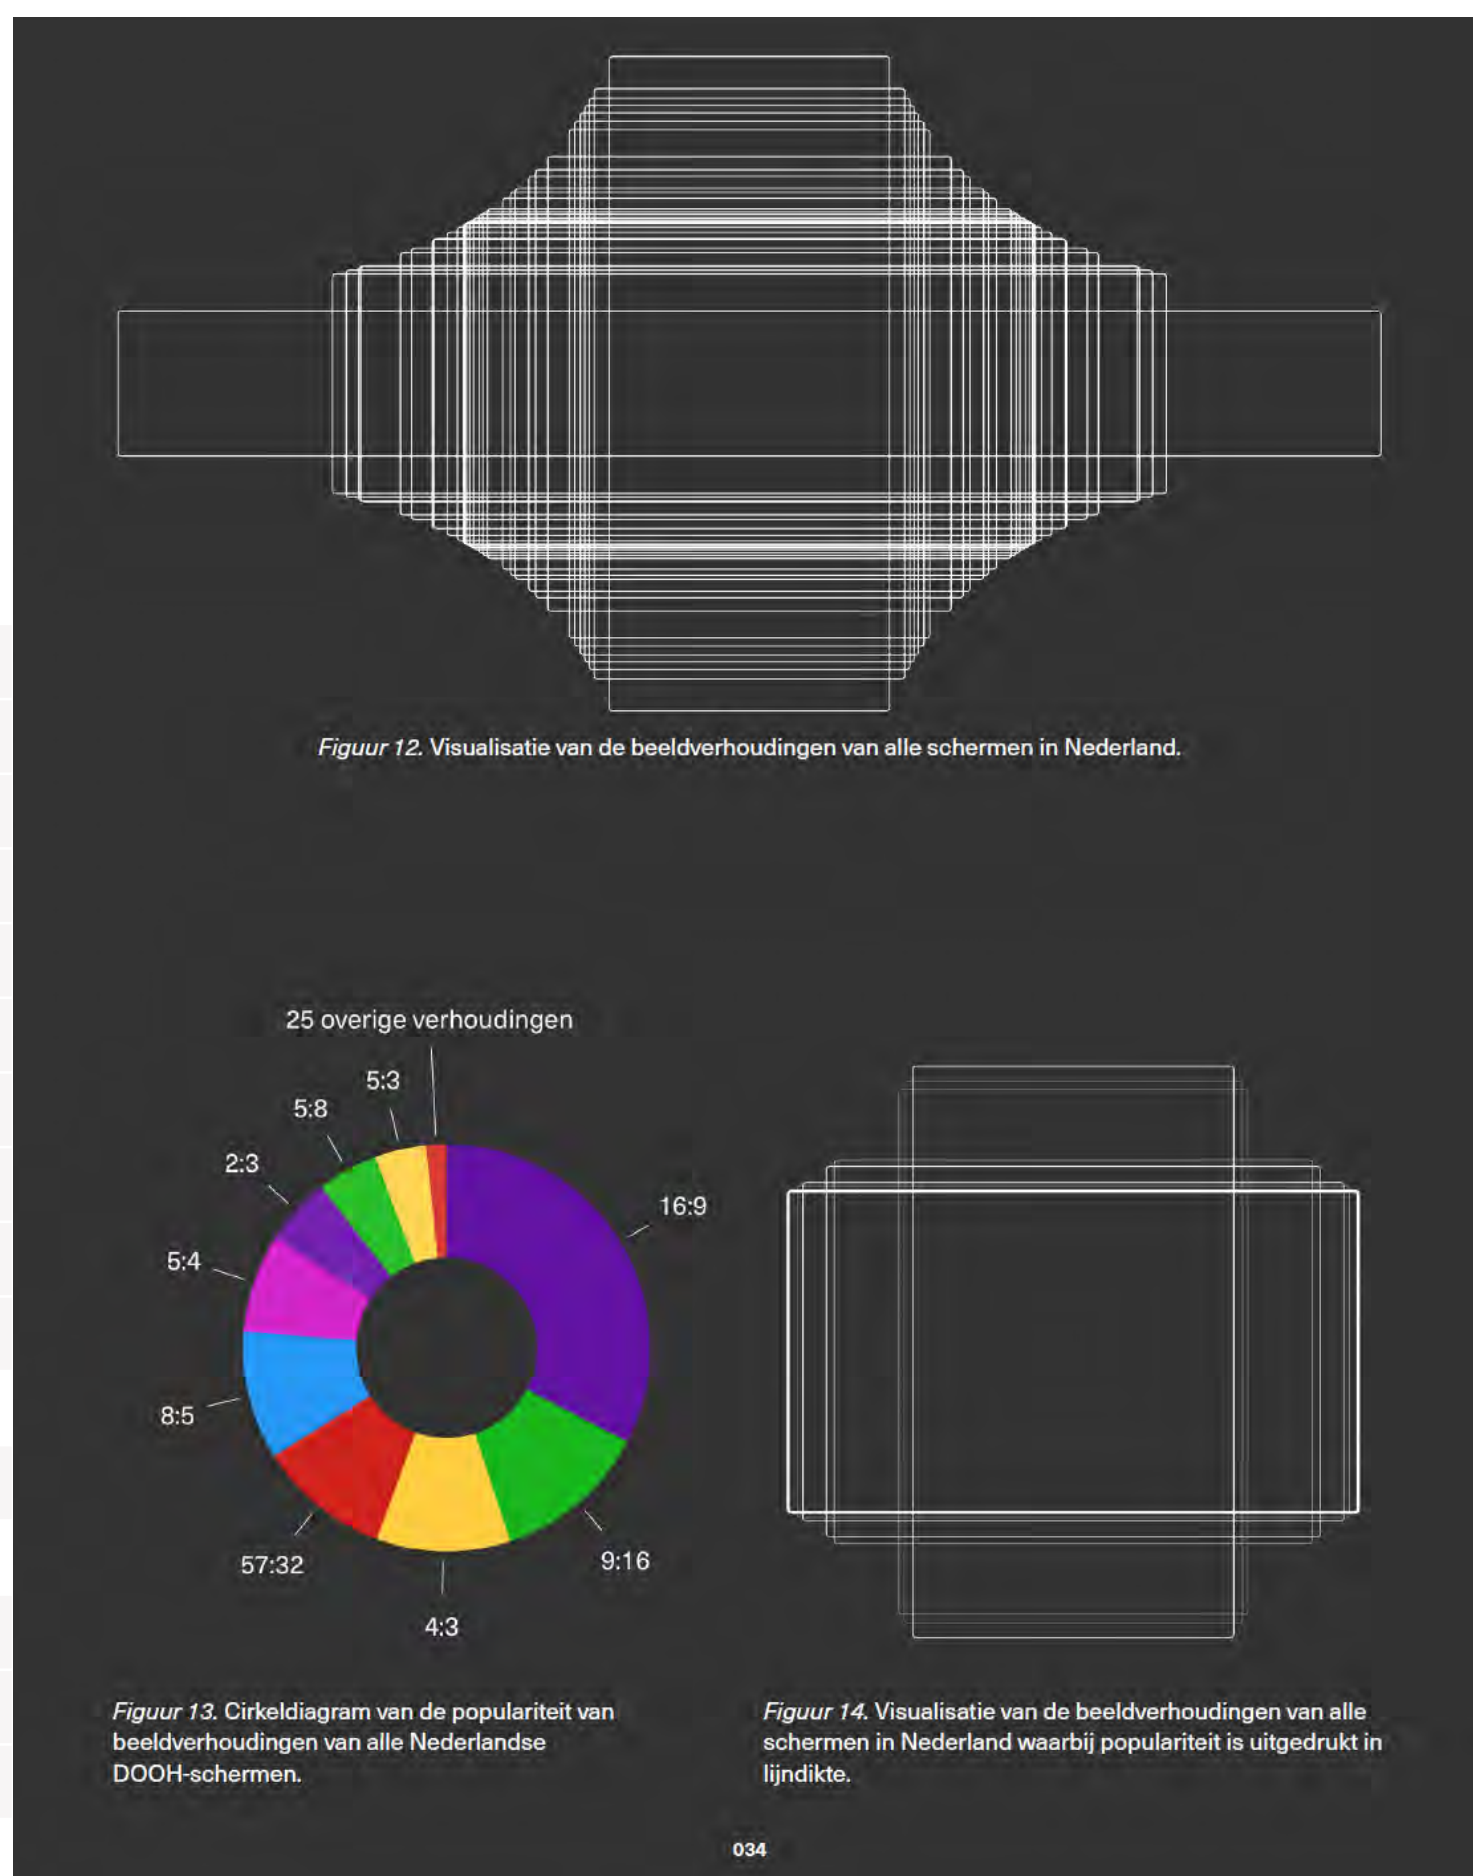 Figuur 12. Visualisatie van de beeldverhoudingen van alle schermen in Nederland.
25 overige verhoudingen
5:3
5:8
2:3
16:9
5:4
8:5
57:32
9:16
4:3
Figuur 13. Cirkeldiagram van de populariteit van
beeldverhoudingen van alle Nederlandse
DOOH-schermen.
Figuur 14. Visualisatie van de beeldverhoudingen van alle
schermen in Nederland waarbij populariteit is uitgedrukt in
lijndikte.
034